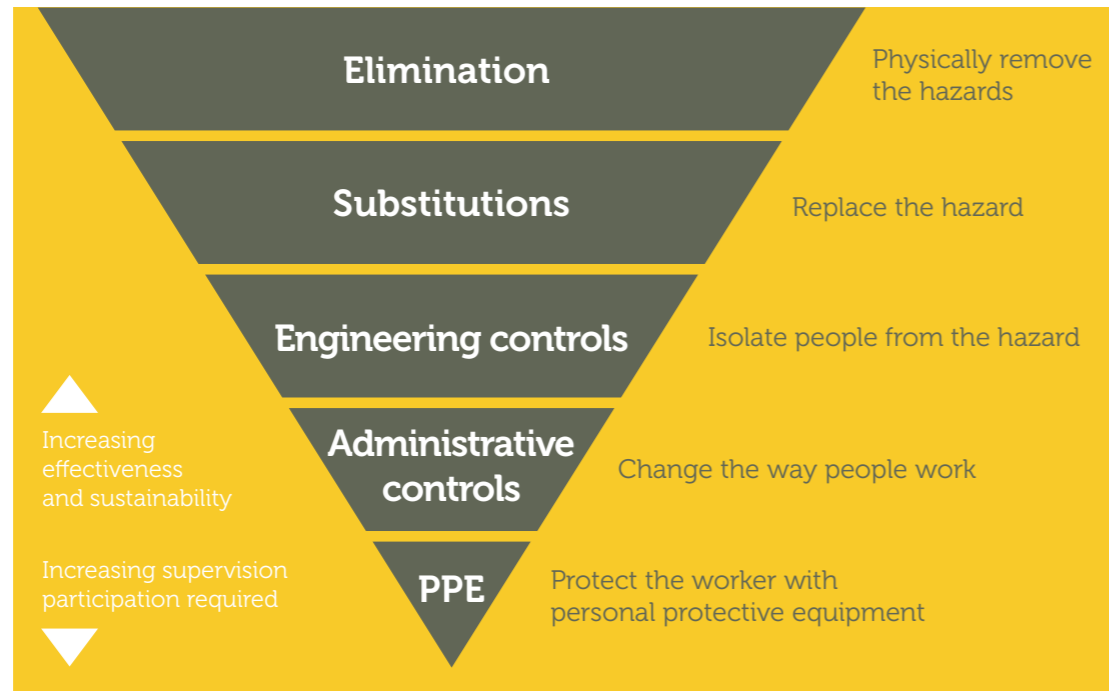 Elimination
Physically remove
the hazards
Substitutions
Replace the hazard
Engineering controls
Isolate people from the hazard
Administrative
controls
Change the way people work
PPE
Protect the worker with
personal protective equipment
Increasing
effectiveness
and sustainability
Increasing supervision
participation required